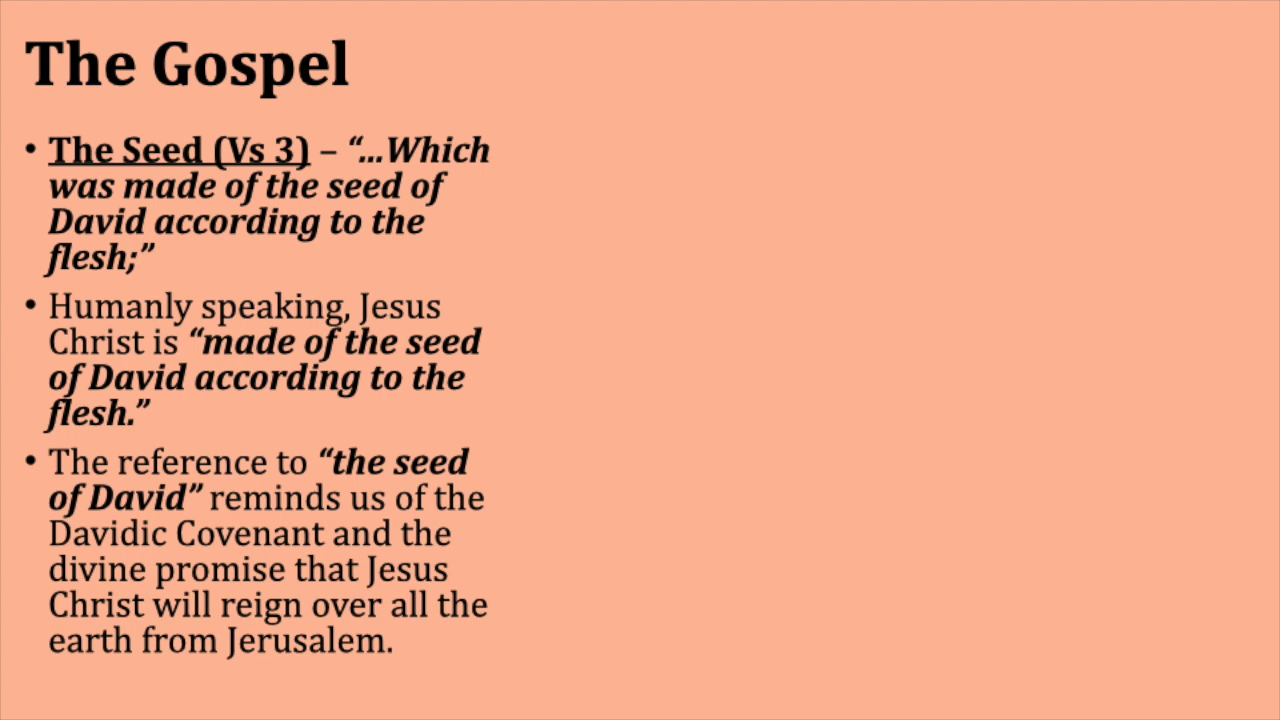 The Gospel
• The Seed (Vs 3) – “…Which
was made of the seed of
David according to the
flesh;”
• Humanly speaking, Jesus
Christ is “made of the seed
of David according to the
flesh.”
• The reference to “the seed
of David” reminds us of the
Davidic Covenant and the
divine promise that Jesus
Christ will reign over all the
earth from Jerusalem.